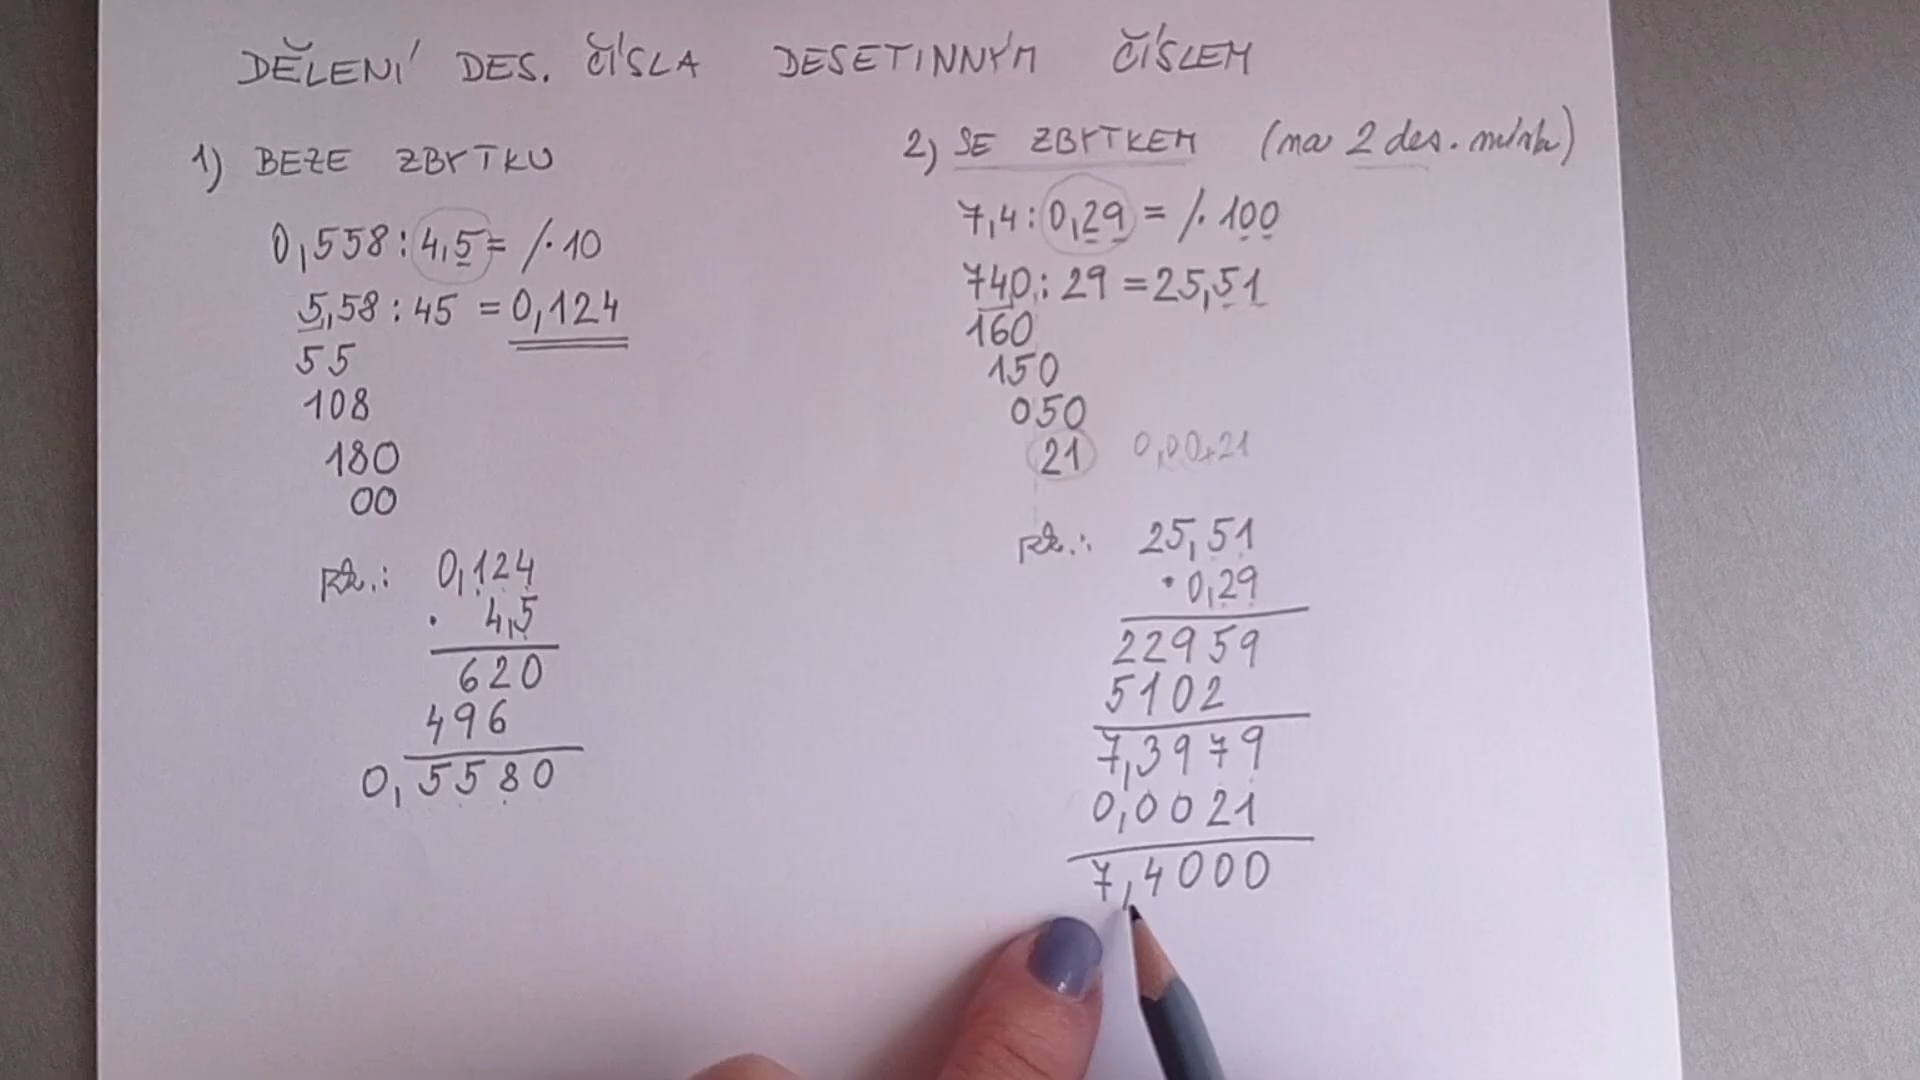 DĚLENÍ DES. ČÍSLA DESETINNÝM ČÍSLEM
1) BEZE ZBYTKU
0,558 : 4,5 = /·10
5,58 : 45 = 0,124
55
108
180
00
zk.: 0,124
· 4,5
620
496
0,5580
2) SE ZBYTKEM (na 2 des. místa)
7,4 : 0,29 = /·100
740 : 29 = 25,51
160
150
050
21 0,0021
zk.: 25,51
· 0,29
22959
5102
7,3979
0,0021
7,4000